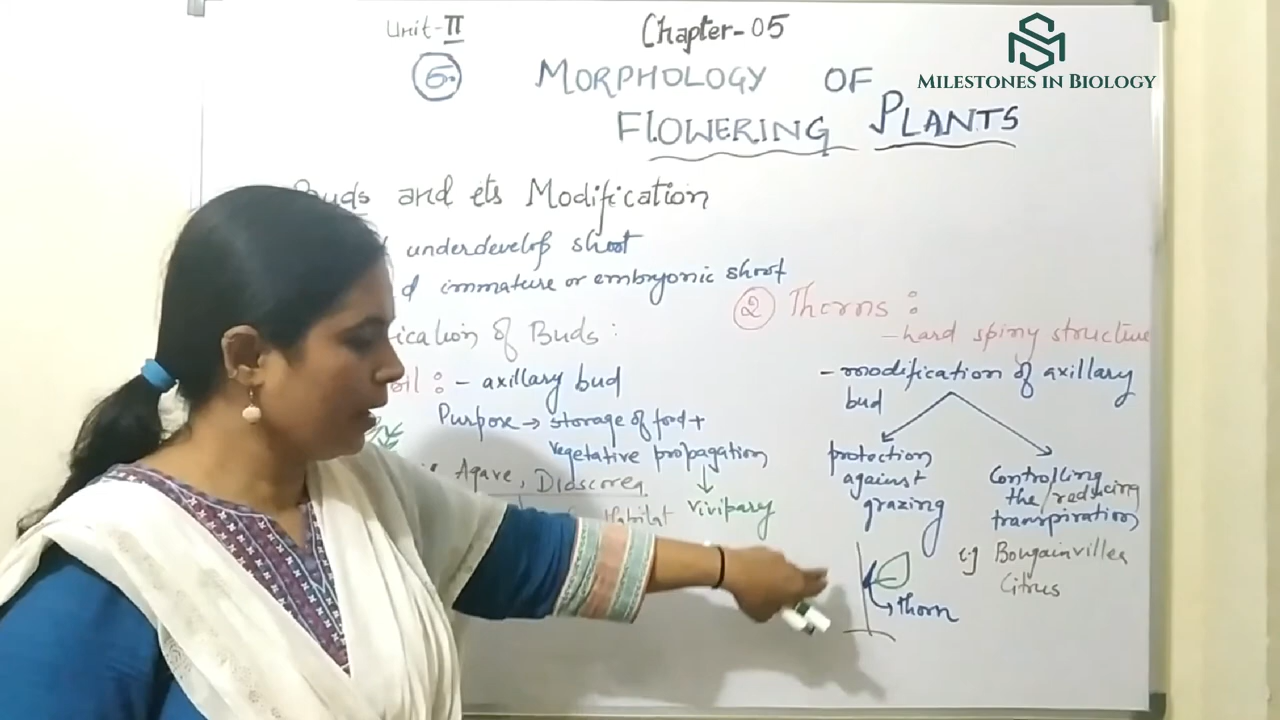 Unit-II
Chapter-05
6.
MORPHOLOGY OF
FLOWERING PLANTS
MILESTONES IN BIOLOGY
Buds and its Modification
underdevelop shoot
immature or embryonic shoot
ication of Buds:
: - axillary bud
Purpose → storage of food +
vegetative propagation
Agave, Dioscorea
Habitat vivipary
2 Thorns :
- hard spiny structure
- modification of axillary
bud
protection
against
grazing
Controlling
the/reducing
transpiration
e.g Bougainvillea
Citrus
thorn